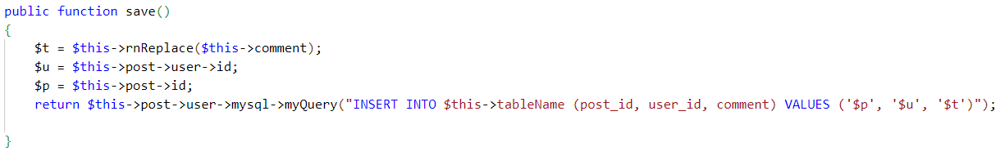 public function save()
{
$t = $this->rnReplace($this->comment);
$u = $this->post->user->id;
$p = $this->post->id;
return $this->post->user->mysql->myQuery("INSERT INTO $this->tableName (post_id, user_id, comment) VALUES ('$p', '$u', '$t')");
}